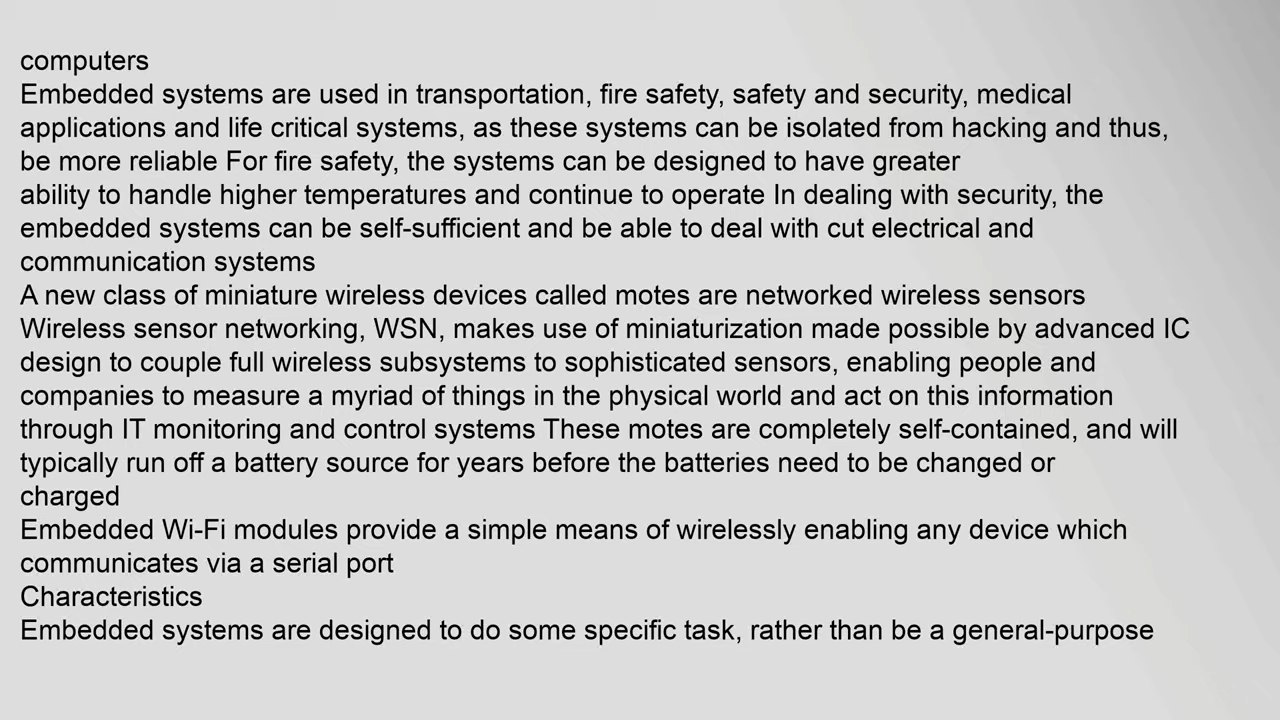 computers
Embedded systems are used in transportation, fire safety, safety and security, medical
applications and life critical systems, as these systems can be isolated from hacking and thus,
be more reliable For fire safety, the systems can be designed to have greater
ability to handle higher temperatures and continue to operate In dealing with security, the
embedded systems can be self-sufficient and be able to deal with cut electrical and
communication systems
A new class of miniature wireless devices called motes are networked wireless sensors
Wireless sensor networking, WSN, makes use of miniaturization made possible by advanced IC
design to couple full wireless subsystems to sophisticated sensors, enabling people and
companies to measure a myriad of things in the physical world and act on this information
through IT monitoring and control systems These motes are completely self-contained, and will
typically run off a battery source for years before the batteries need to be changed or
charged
Embedded Wi-Fi modules provide a simple means of wirelessly enabling any device which
communicates via a serial port
Characteristics
Embedded systems are designed to do some specific task, rather than be a general-purpose